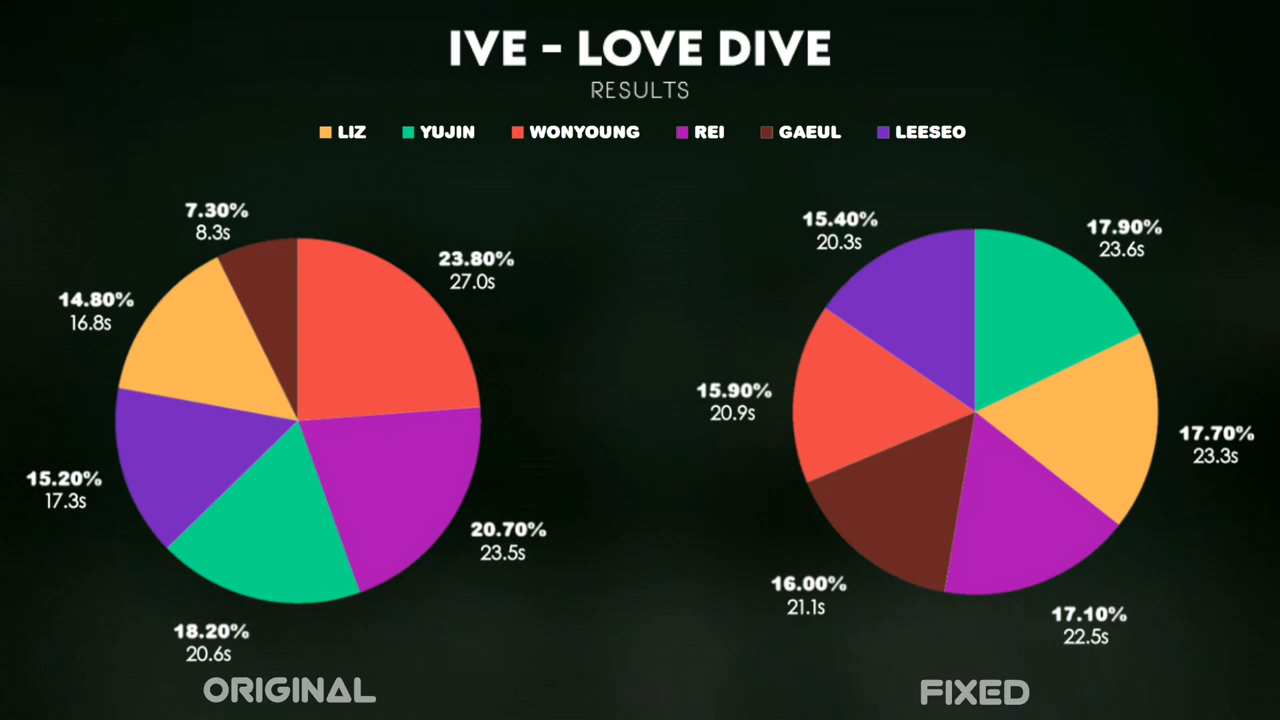 IVE - LOVE DIVE
RESULTS
LIZ YUJIN WONYOUNG REI GAEUL LEESEO
7.30%
8.3s
23.80%
27.0s
14.80%
16.8s
15.20%
17.3s
20.70%
23.5s
18.20%
20.6s
ORIGINAL
15.40%
20.3s
17.90%
23.6s
15.90%
20.9s
17.70%
23.3s
16.00%
21.1s
17.10%
22.5s
FIXED